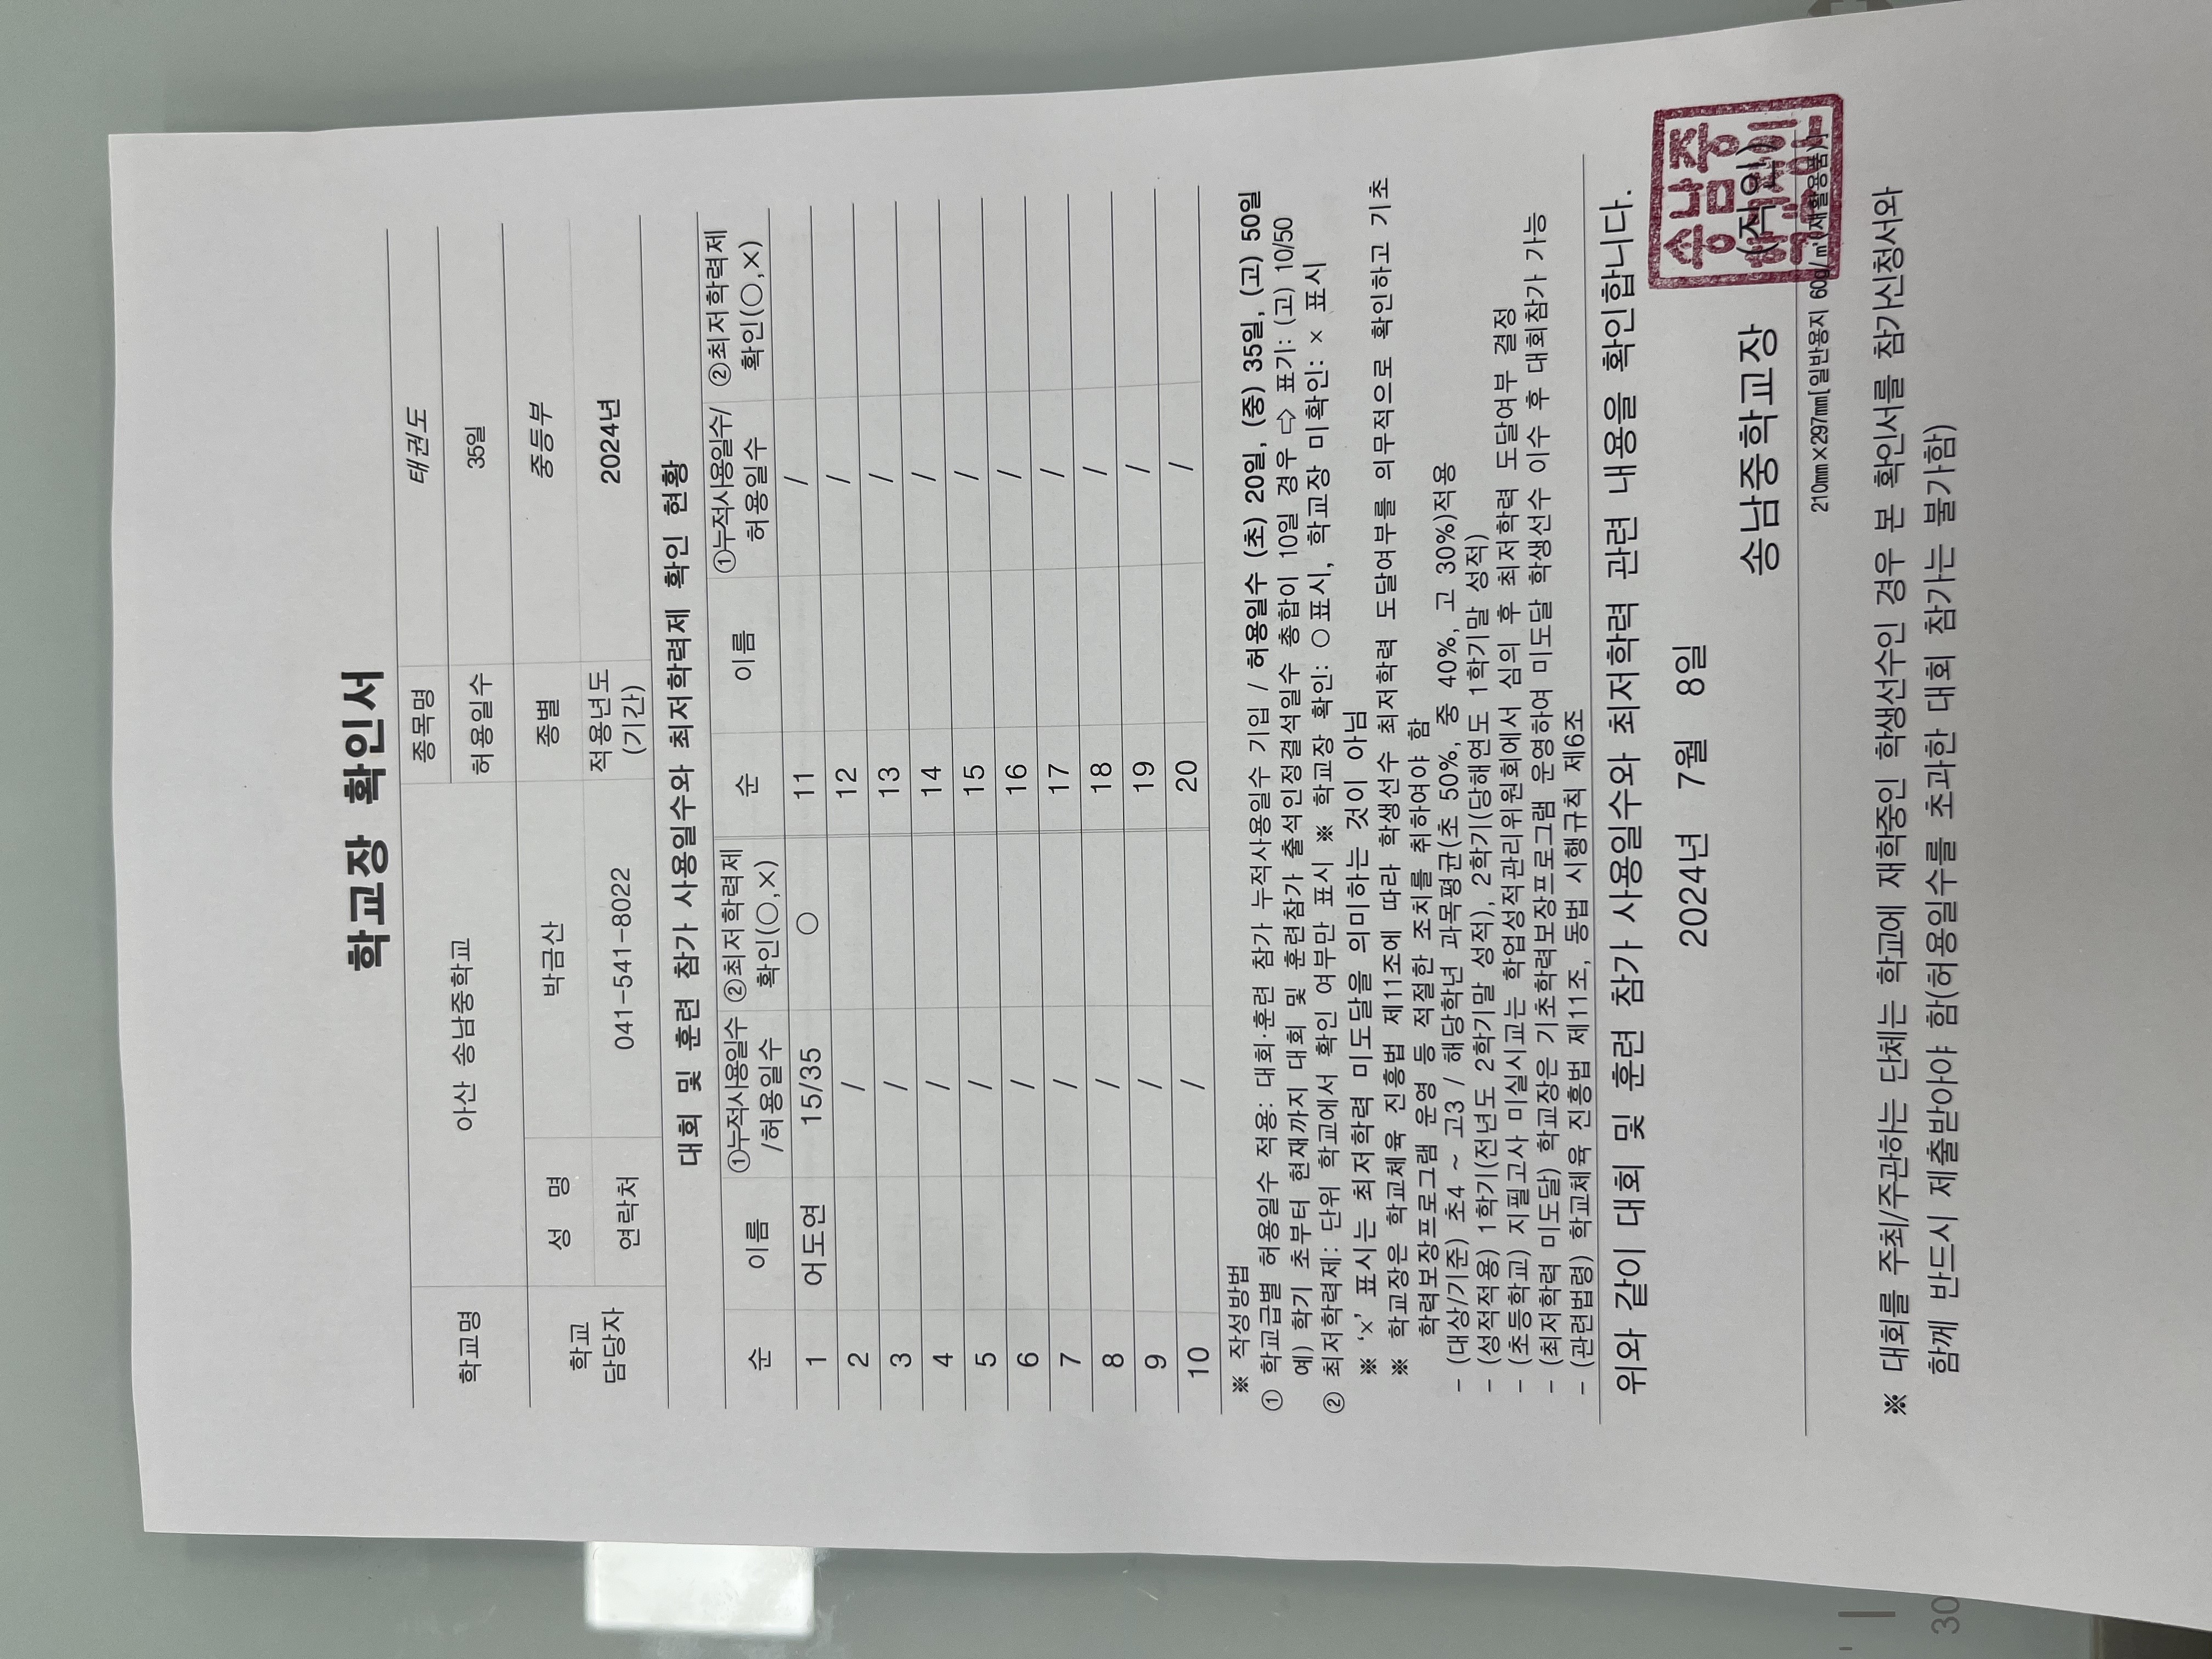 학교장 확인서
학교명 아산 송남중학교 종목명 태권도
허용일수 35일
학교 담당자 성 명 박금산 종별 중등부
연락처 041-541-8022 적용년도 (기간) 2024년
대회 및 훈련 참가 사용일수와 최저학력제 확인 현황
순 이름 ①누적사용일수 /허용일수 ②최저학력제 확인(○,×) 순 이름 ①누적사용일수/ 허용일수 ②최저학력제 확인(○,×)
1 어도연 15/35 ○ 11 /
2 / 12 /
3 / 13 /
4 / 14 /
5 / 15 /
6 / 16 /
7 / 17 /
8 / 18 /
9 / 19 /
10 / 20 /
※ 작성방법
① 학교급별 허용일수 적용: 대회·훈련 참가 누적사용일수 기입 / 허용일수 (초) 20일, (중) 35일, (고) 50일
예) 학기 초부터 현재까지 대회 및 훈련참가 출석인정결석일수 총합이 10일 경우 ⇨ 표기: (고) 10/50
② 최저학력제: 단위 학교에서 확인 여부만 표시 ※ 학교장 확인: ○표시, 학교장 미확인: × 표시
※ ‘×’ 표시는 최저학력 미도달을 의미하는 것이 아님
※ 학교장은 학교체육 진흥법 제11조에 따라 학생선수 최저학력 도달여부를 의무적으로 확인하고 기초
학력보장프로그램 운영 등 적절한 조치를 취하여야 함
- (대상/기준) 초4 ~ 고3 / 해당학년 과목평균(초 50%, 중 40%, 고 30%)적용
- (성적적용) 1학기(전년도 2학기말 성적), 2학기(당해연도 1학기말 성적)
- (초등학교) 지필고사 미실시교는 학업성적관리위원회에서 심의 후 최저학력 도달여부 결정
- (최저학력 미도달) 학교장은 기초학력보장프로그램 운영하여 미도달 학생선수 이수 후 대회참가 가능
- (관련법령) 학교체육 진흥법 제11조, 동법 시행규칙 제6조
위와 같이 대회 및 훈련 참가 사용일수와 최저학력 관련 내용을 확인합니다.
2024년 7월 8일
송남중학교장 (직인)
송남중
210㎜×297㎜[일반용지 60g/㎡(재활용품)]
※ 대회를 주최/주관하는 단체는 학교에 재학중인 학생선수인 경우 본 확인서를 참가신청서와
함께 반드시 제출받아야 함(허용일수를 초과한 대회 참가는 불가함)
30